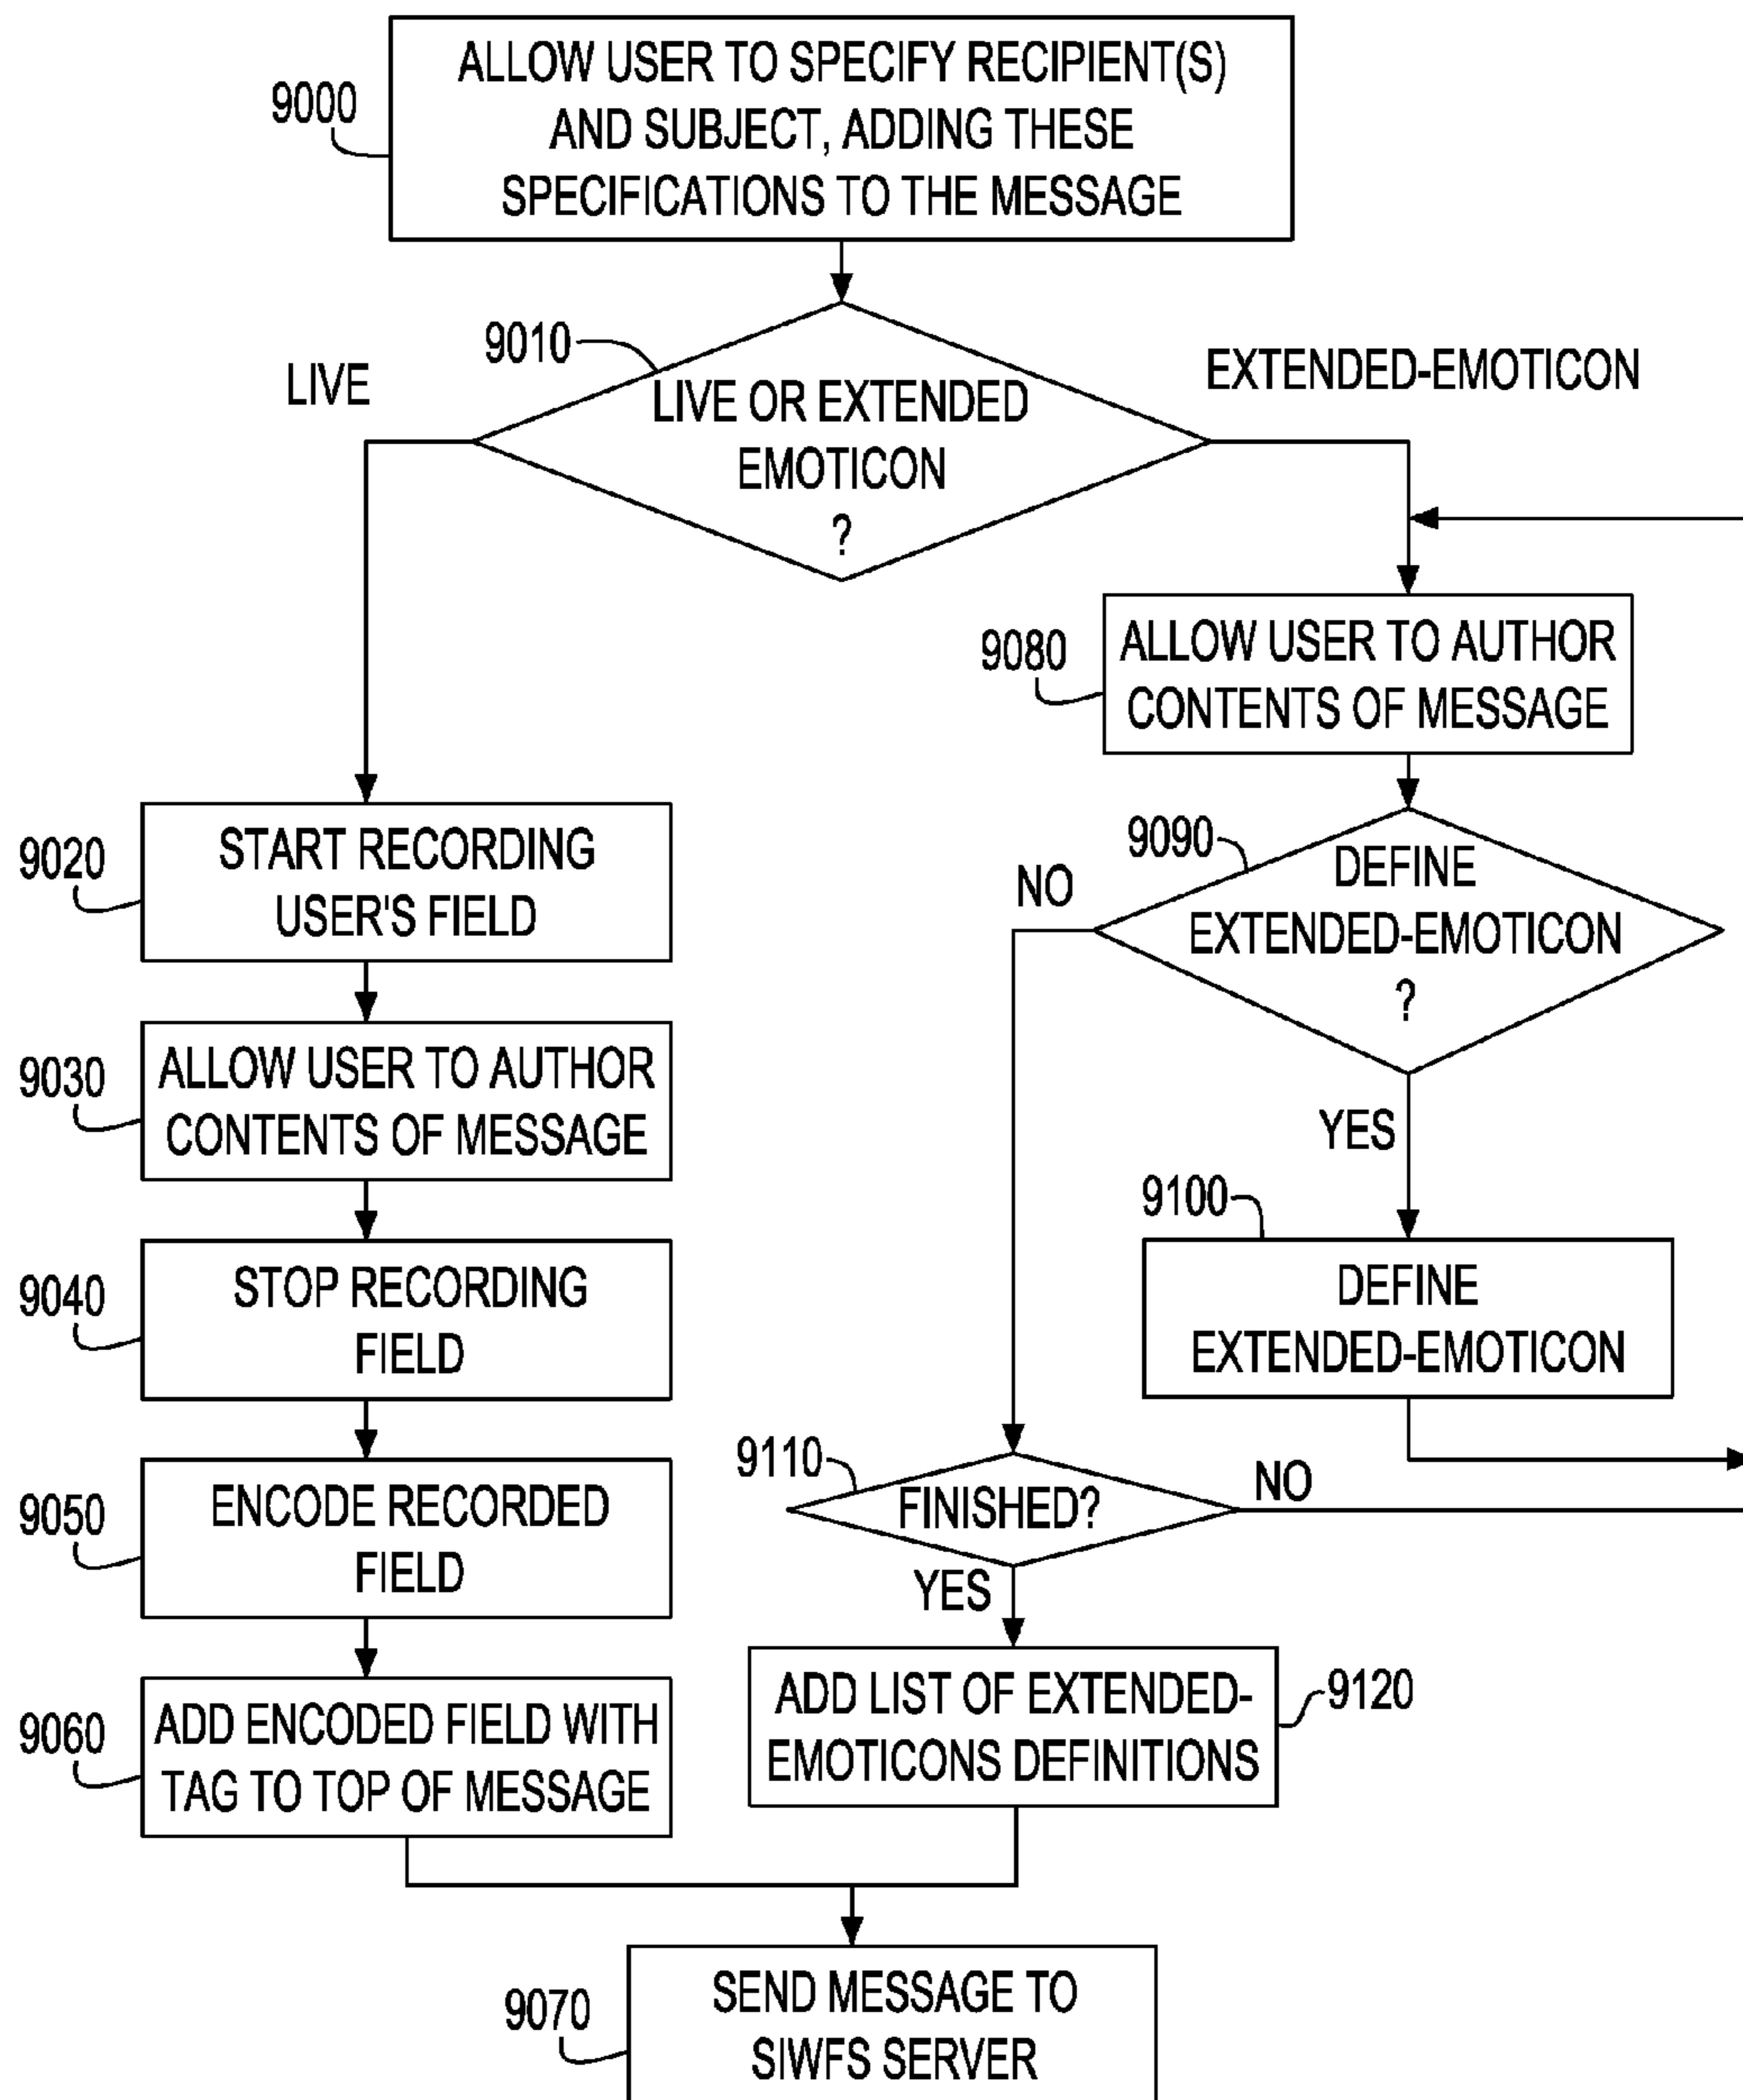 9000
ALLOW USER TO SPECIFY RECIPIENT(S)
AND SUBJECT, ADDING THESE
SPECIFICATIONS TO THE MESSAGE
9010
LIVE
LIVE OR EXTENDED
EMOTICON
?
EXTENDED-EMOTICON
9020
START RECORDING
USER'S FIELD
9030
ALLOW USER TO AUTHOR
CONTENTS OF MESSAGE
9040
STOP RECORDING
FIELD
9050
ENCODE RECORDED
FIELD
9060
ADD ENCODED FIELD WITH
TAG TO TOP OF MESSAGE
9080
ALLOW USER TO AUTHOR
CONTENTS OF MESSAGE
9090
DEFINE
EXTENDED-EMOTICON
?
NO
YES
9100
DEFINE
EXTENDED-EMOTICON
9110
FINISHED?
NO
YES
ADD LIST OF EXTENDED-
EMOTICONS DEFINITIONS
9120
9070
SEND MESSAGE TO
SIWFS SERVER